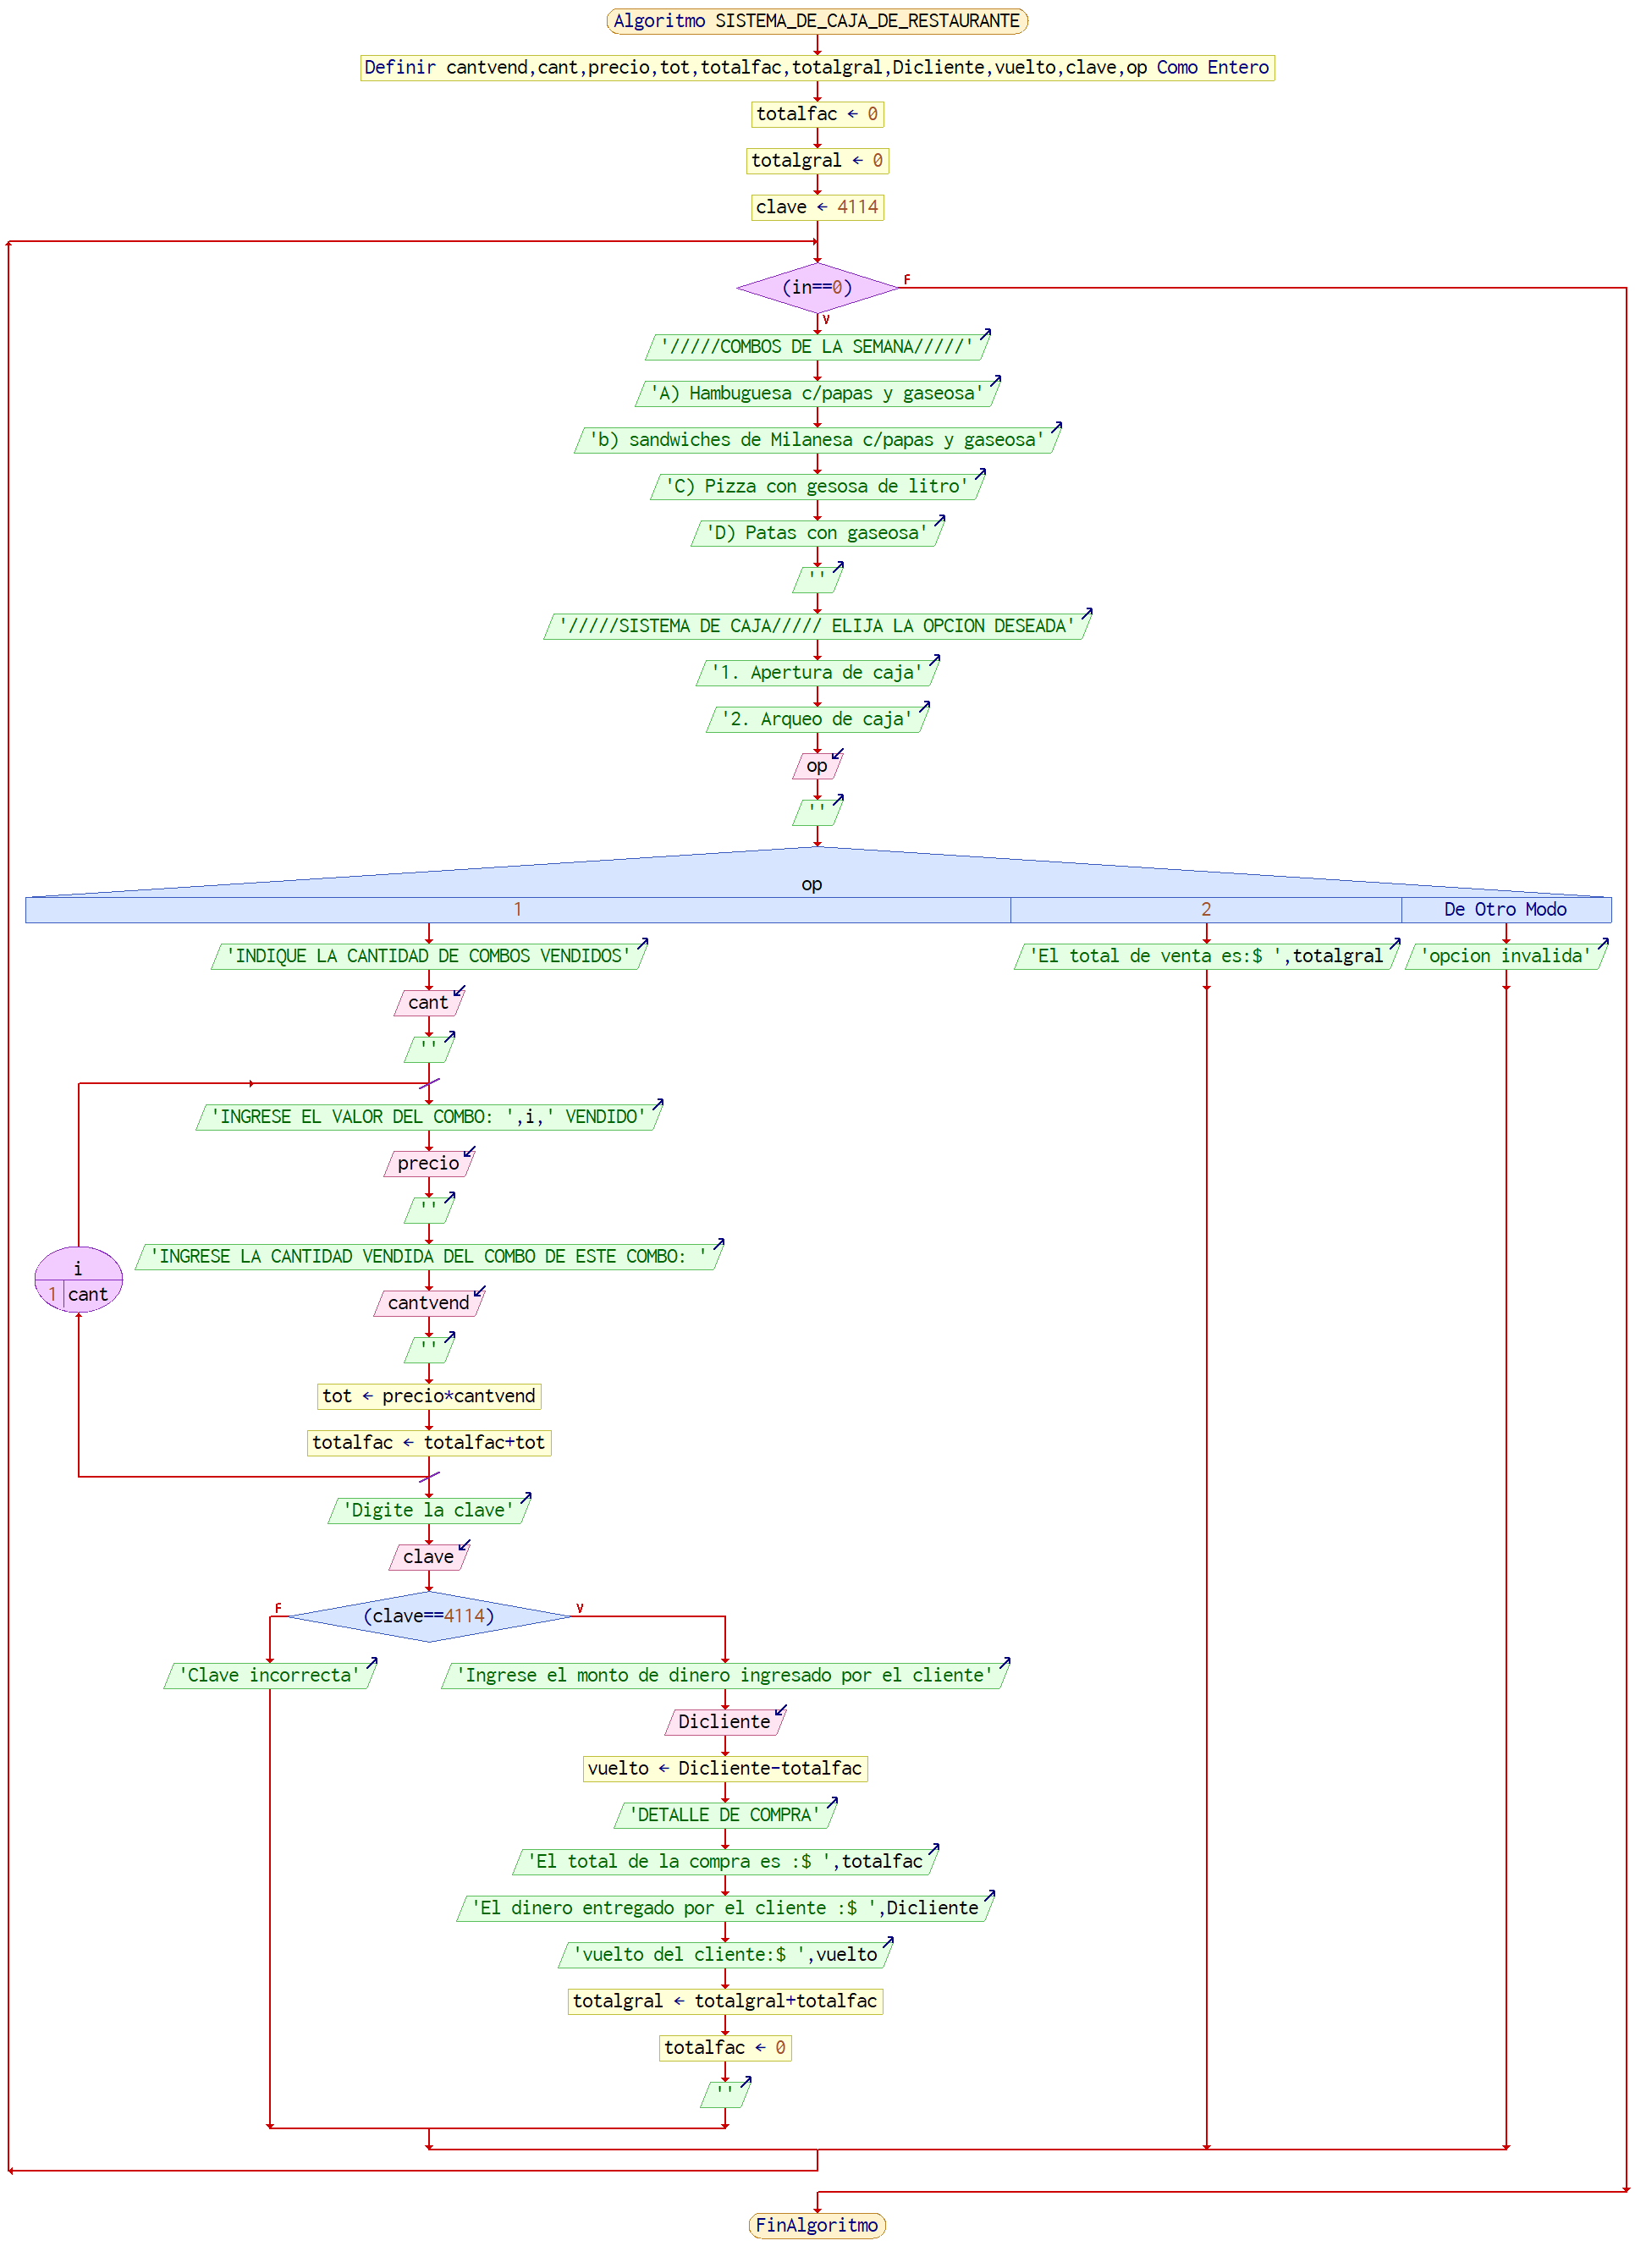 Algoritmo SISTEMA_DE_CAJA_DE_RESTAURANTE
Definir cantvend,cant,precio,tot,totalfac,totalgral,Dicliente,vuelto,clave,op Como Entero
totalfac ← 0
totalgral ← 0
clave ← 4114
(in==0)
F
V
'/////COMBOS DE LA SEMANA/////'
'A) Hambuguesa c/papas y gaseosa'
'b) sandwiches de Milanesa c/papas y gaseosa'
'C) Pizza con gesosa de litro'
'D) Patas con gaseosa'
''
'/////SISTEMA DE CAJA///// ELIJA LA OPCION DESEADA'
'1. Apertura de caja'
'2. Arqueo de caja'
op
''
op
1
2
De Otro Modo
'INDIQUE LA CANTIDAD DE COMBOS VENDIDOS'
'El total de venta es:$ ',totalgral
'opcion invalida'
cant
''
'INGRESE EL VALOR DEL COMBO: ',i,' VENDIDO'
precio
''
'INGRESE LA CANTIDAD VENDIDA DEL COMBO DE ESTE COMBO: '
i
1 cant
cantvend
''
tot ← precio*cantvend
totalfac ← totalfac+tot
'Digite la clave'
clave
(clave==4114)
F
V
'Clave incorrecta'
'Ingrese el monto de dinero ingresado por el cliente'
Dicliente
vuelto ← Dicliente-totalfac
'DETALLE DE COMPRA'
'El total de la compra es :$ ',totalfac
'El dinero entregado por el cliente :$ ',Dicliente
'vuelto del cliente:$ ',vuelto
totalgral ← totalgral+totalfac
totalfac ← 0
''
FinAlgoritmo